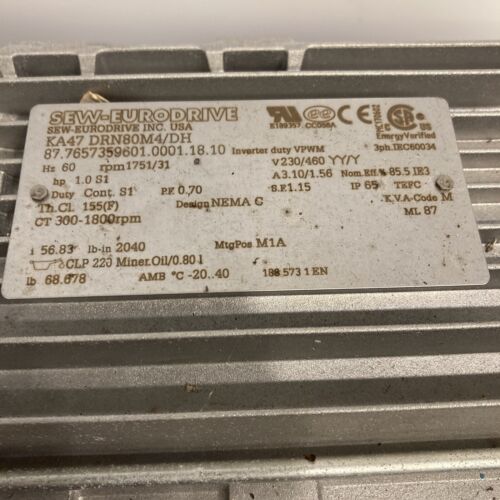 SEW-EURODRIVE
SEW-EURODRIVE INC. USA
KA47 DRN80M4/DH
87.7657359601.0001.18.10 Inverter duty VPWM
E189357 CC056A
C US
EnergyVerified
3ph.IEC60034
Hz 60 rpm 1751/31 V 230/460 YY/Y
hp 1.0 S1 A 3.10/1.56 Nom.Eff.% 85.5 IE3
Duty Cont. S1 P.F. 0.70 S.F. 1.15 IP 65 TEFC
Th.Cl. 155(F) Design NEMA C K.V.A-Code M
CT 300-1800rpm ML 87
i 56.83 lb-in 2040 MtgPos M1A
CLP 220 Miner.Oil/0.80 l
lb 68.678 AMB °C -20..40 188 573 1 EN